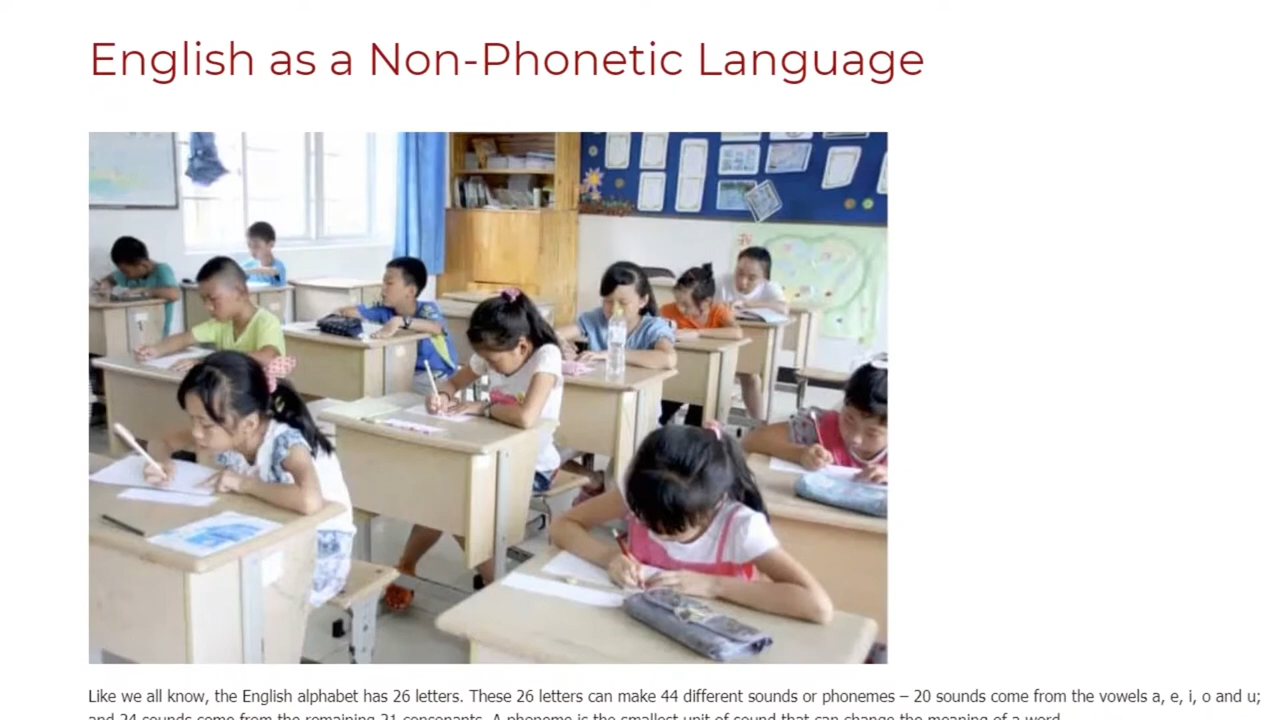 English as a Non-Phonetic Language
Like we all know, the English alphabet has 26 letters. These 26 letters can make 44 different sounds or phonemes – 20 sounds come from the vowels a, e, i, o and u;
and 24 sounds come from the remaining 21 consonants. A phoneme is the smallest unit of sound that can change the meaning of a word.